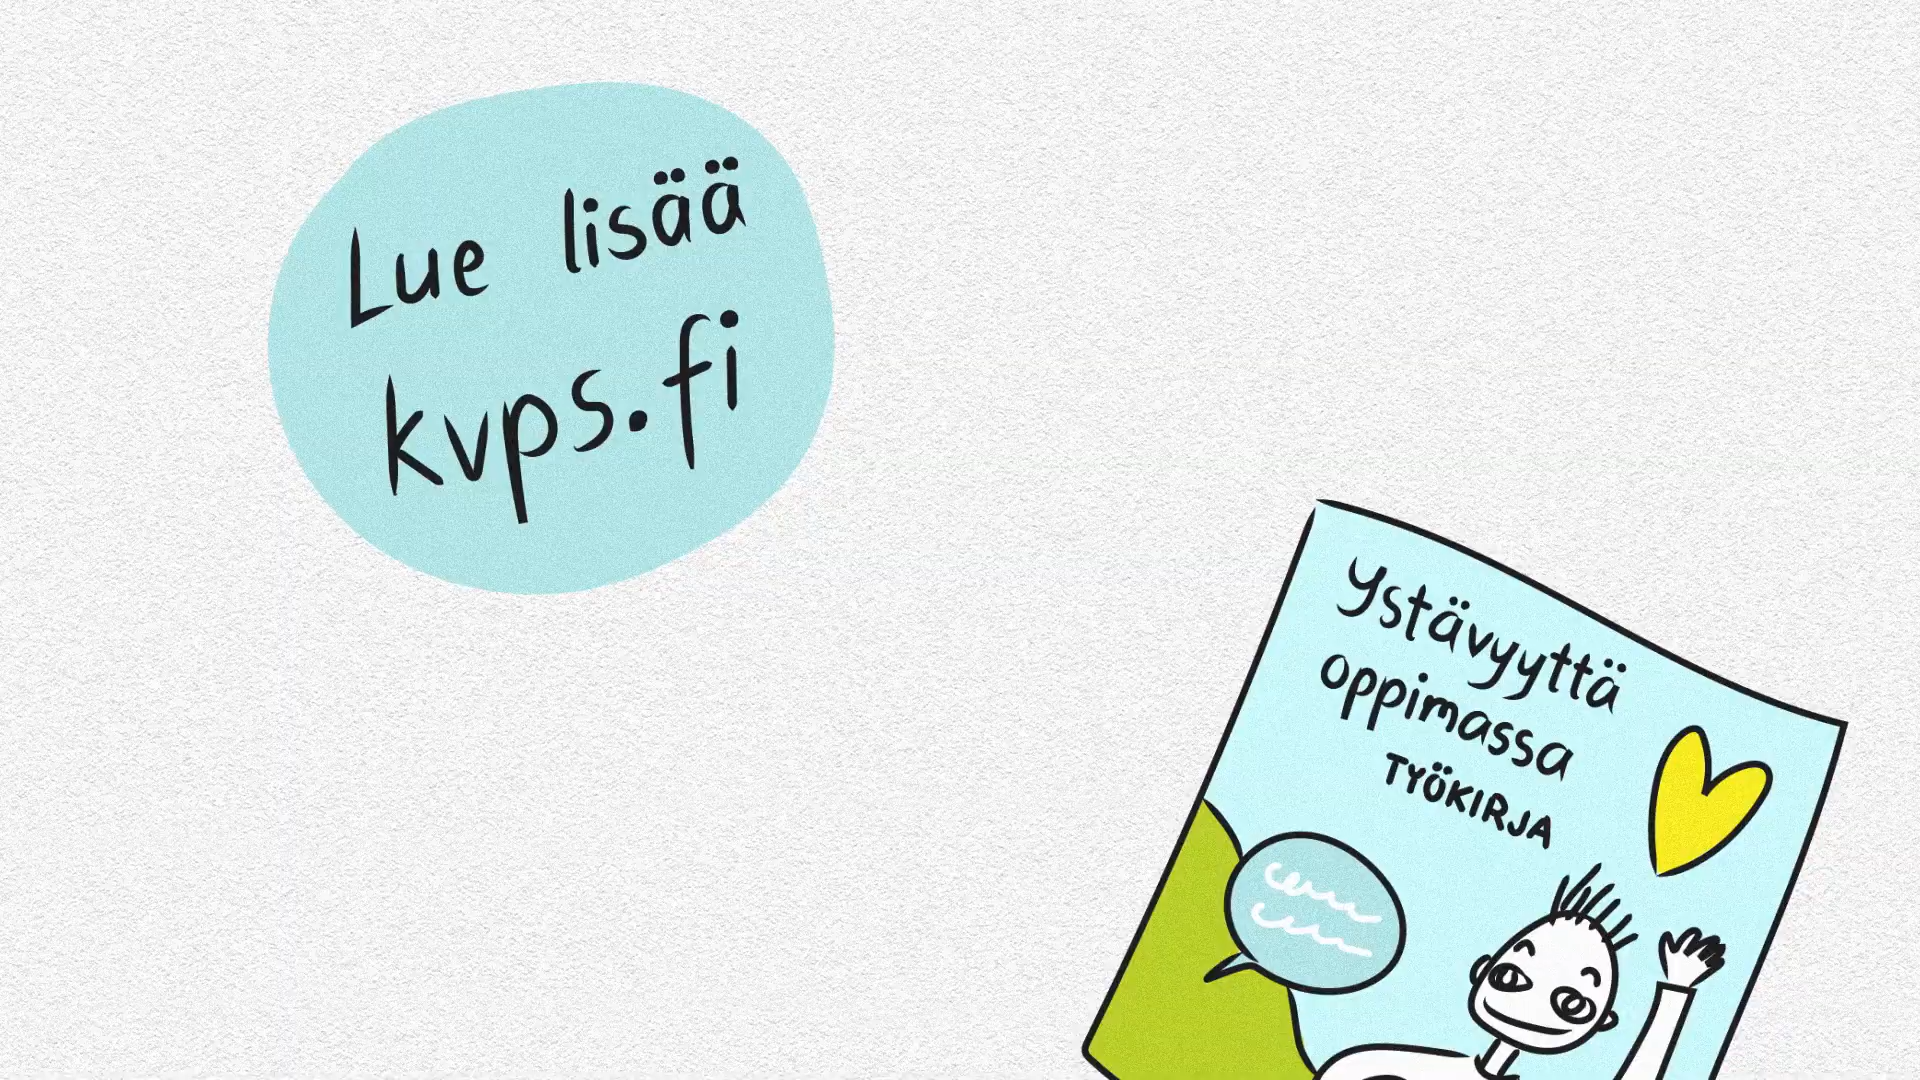 Lue lisää
kvps.fi
Ystävyyttä
oppimassa
TYÖKIRJA